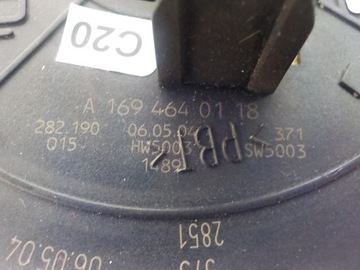 C20
A 169 464 01 18
282.190 06.05.04 371
015 HW5003 SW5003
1489
>PBT<
2851
06.05.04